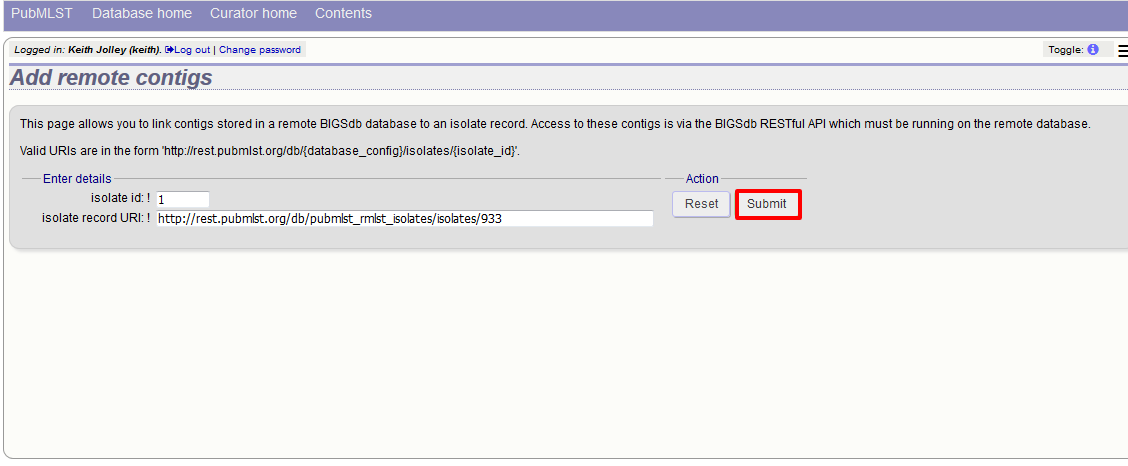 PubMLST Database home Curator home Contents
Logged in: Keith Jolley (keith). Log out | Change password Toggle:
Add remote contigs
This page allows you to link contigs stored in a remote BIGSdb database to an isolate record. Access to these contigs is via the BIGSdb RESTful API which must be running on the remote database.
Valid URIs are in the form 'http://rest.pubmlst.org/db/{database_config}/isolates/{isolate_id}'.
Enter details Action
isolate id: ! 1 Reset Submit
isolate record URI: ! http://rest.pubmlst.org/db/pubmlst_rmlst_isolates/isolates/933